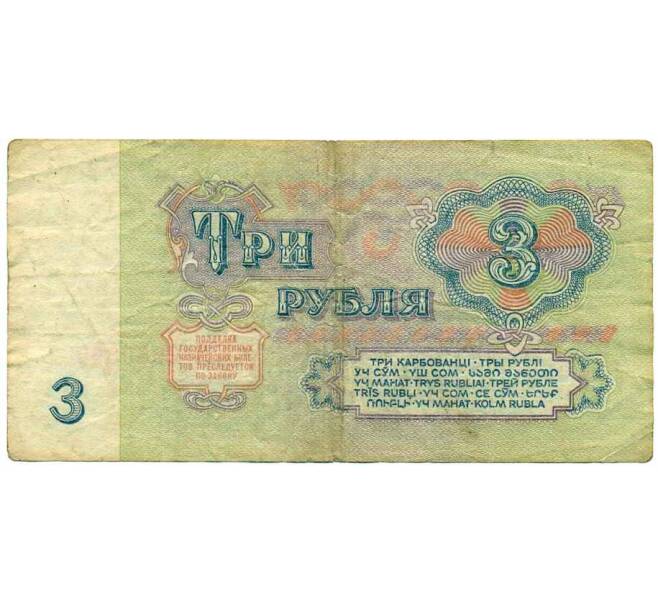 ТРИ
РУБЛЯ
3
ПОДДЕЛКА
ГОСУДАРСТВЕННЫХ
КАЗНАЧЕЙСКИХ БИЛЕ-
ТОВ ПРЕСЛЕДУЕТСЯ
ПО ЗАКОНУ
ТРИ КАРБОВАНЦІ · ТРЫ РУБЛІ
УЧ СЎМ · ҮШ СОМ · ᲡᲐᲛᲘ ᲛᲐᲜᲔᲗᲘ
УЧ МАНАТ · TRYS RUBLIAI · ТРЕЙ РУБЛЕ
TRĪS RUBĻI · ҮЧ СОМ · СЕ СӮМ · ԵՐԵՔ
ՌՈՒԲԼԻ · ҮЧ МАНАТ · KOLM RUBLA
3